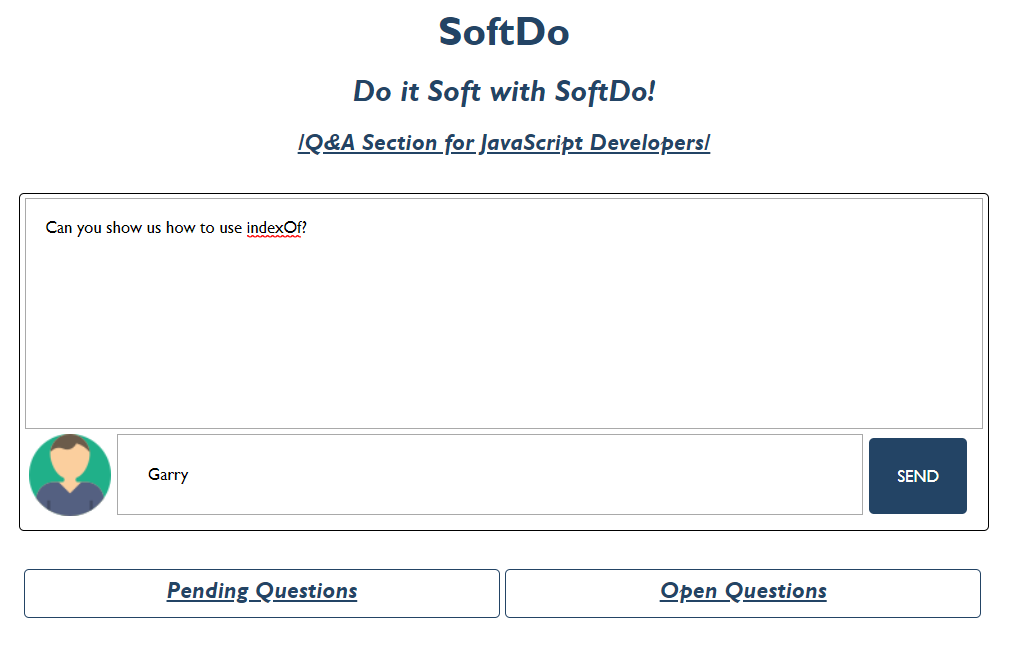 SoftDo
Do it Soft with SoftDo!
/Q&A Section for JavaScript Developers/
Can you show us how to use indexOf?
Garry
SEND
Pending Questions
Open Questions